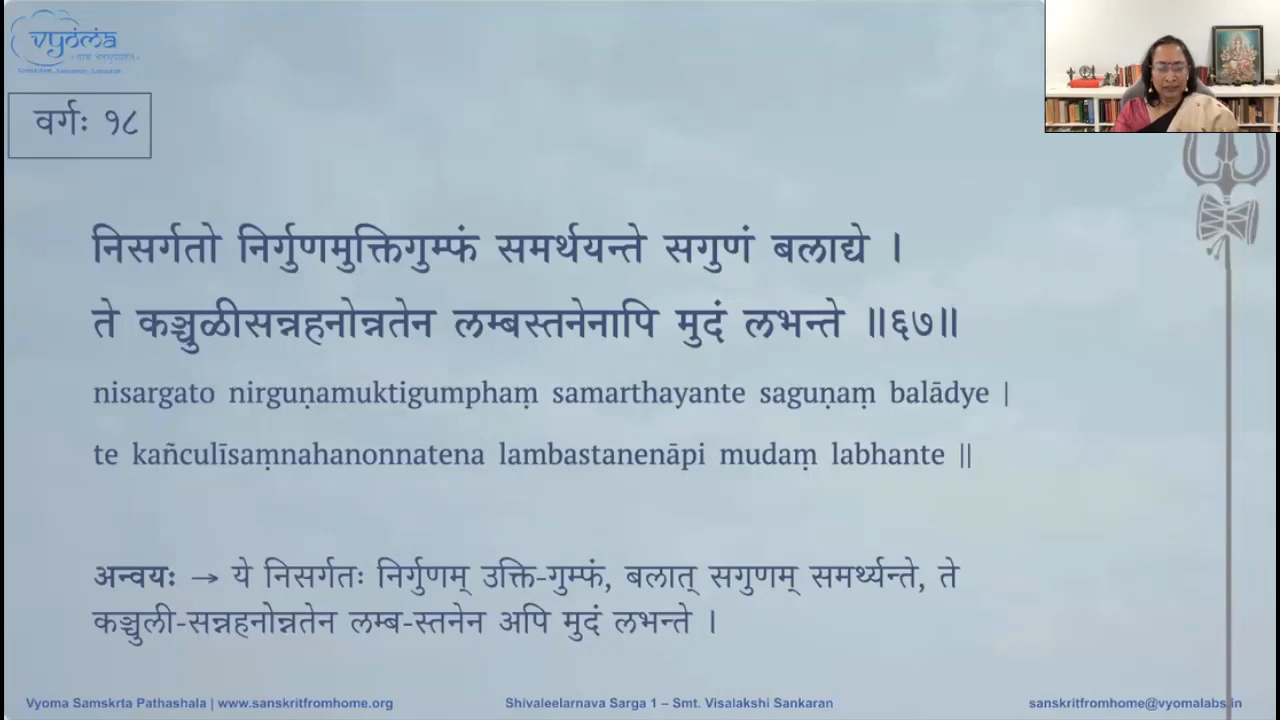 vyoma
वर्गः १८
निसर्गतो निर्गुणमुक्तिगुम्फं समर्थयन्ते सगुणं बलाद्ये ।
ते कञ्चुळीसन्नहनोन्नतेन लम्बस्तनेनापि मुदं लभन्ते ॥६७॥
nisargato nirguṇamuktigumphaṃ samarthayante saguṇaṃ balādye |
te kañculīsaṃnahanonnatena lambastanenāpi mudaṃ labhante ||
अन्वयः → ये निसर्गतः निर्गुणम् उक्ति-गुम्फं, बलात् सगुणम् समर्थ्यन्ते, ते
कञ्चुली-सन्नहनोन्नतेन लम्ब-स्तनेन अपि मुदं लभन्ते ।
Vyoma Samskrta Pathashala | www.sanskritfromhome.org
Shivaleelarnava Sarga 1 – Smt. Visalakshi Sankaran
sanskritfromhome@vyomalabs.in